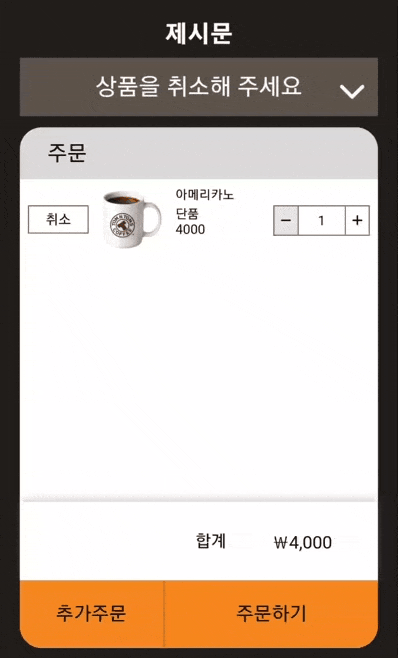 제시문
상품을 취소해 주세요
주문
취소
아메리카노
단품
4000
− 1 +
합계 ₩4,000
추가주문 주문하기